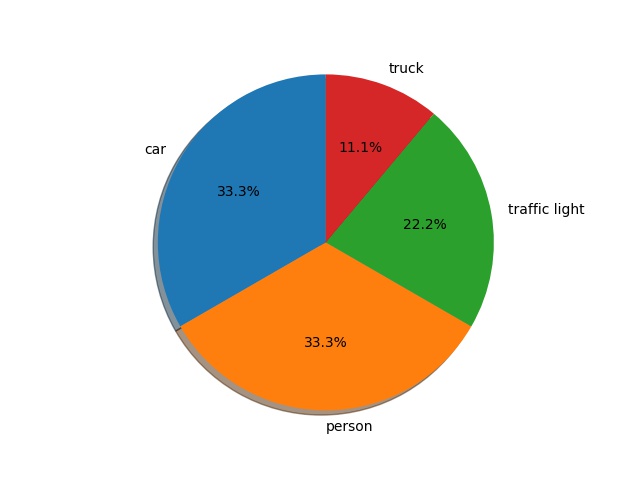 truck
11.1%
car
33.3%
traffic light
22.2%
33.3%
person